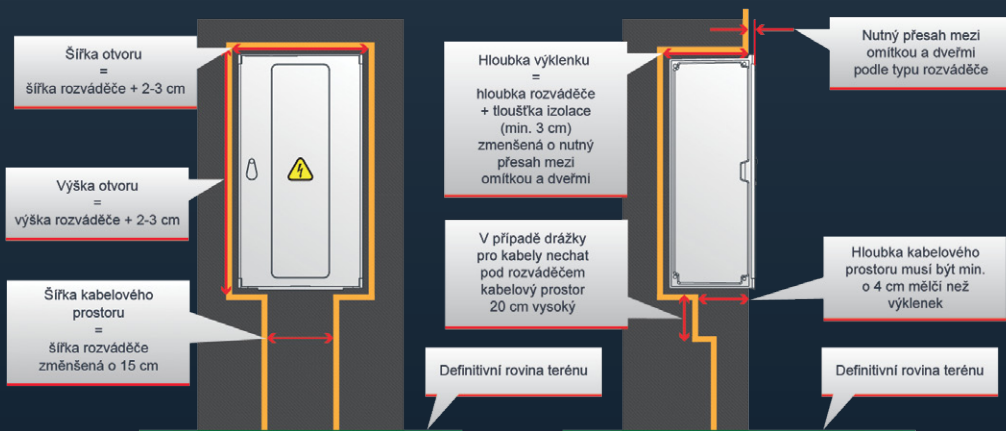 Šířka otvoru
=
šířka rozváděče + 2-3 cm
Výška otvoru
=
výška rozváděče + 2-3 cm
Šířka kabelového
prostoru
=
šířka rozváděče
změnšená o 15 cm
Hloubka výklenku
=
hloubka rozváděče
+ tloušťka izolace
(min. 3 cm)
zmenšená o nutný
přesah mezi
omítkou a dveřmi
V případě drážky
pro kabely nechat
pod rozváděčem
kabelový prostor
20 cm vysoký
Definitivní rovina terénu
Nutný přesah mezi
omítkou a dveřmi
podle typu rozváděče
Hloubka kabelového
prostoru musí být min.
o 4 cm mělčí než
výklenek
Definitivní rovina terénu